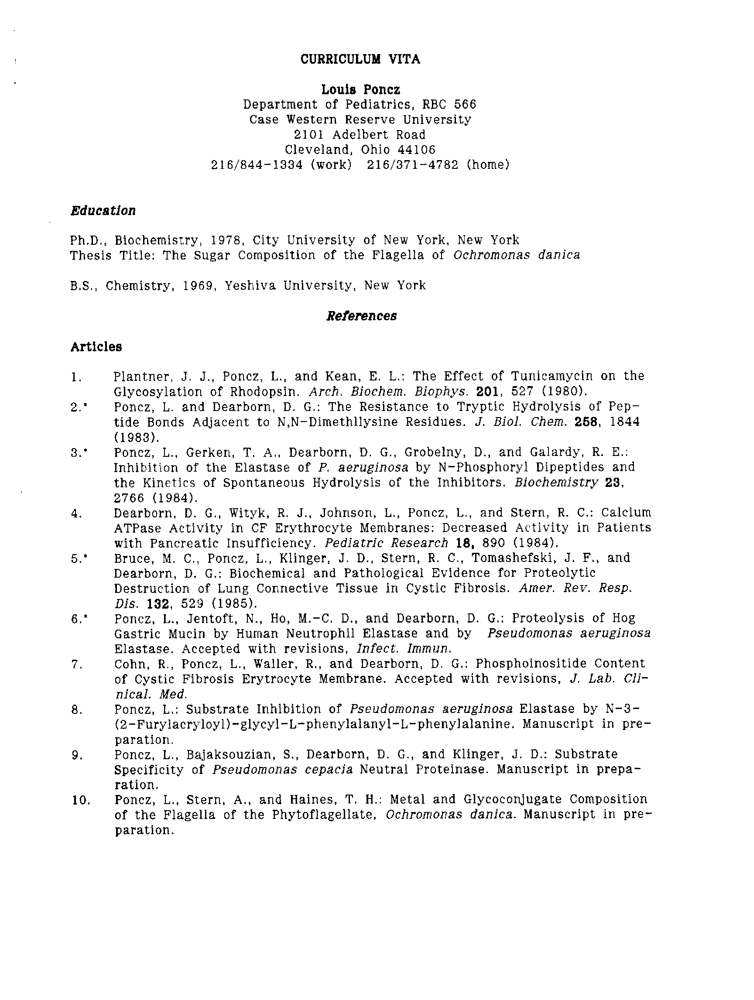 CURRICULUM VITA
Louis Poncz
Department of Pediatrics, RBC 566
Case Western Reserve University
2101 Adelbert Road
Cleveland, Ohio 44106
216/844-1334 (work) 216/371-4782 (home)
Education
Ph.D., Biochemistry, 1978, City University of New York, New York
Thesis Title: The Sugar Composition of the Flagella of Ochromonas danica
B.S., Chemistry, 1969, Yeshiva University, New York
References
Articles
1. Plantner, J. J., Poncz, L., and Kean, E. L.: The Effect of Tunicamycin on the
Glycosylation of Rhodopsin. Arch. Biochem. Biophys. 201, 527 (1980).
2.* Poncz, L. and Dearborn, D. G.: The Resistance to Tryptic Hydrolysis of Pep-
tide Bonds Adjacent to N,N-Dimethllysine Residues. J. Biol. Chem. 258, 1844
(1983).
3.* Poncz, L., Gerken, T. A., Dearborn, D. G., Grobelny, D., and Galardy, R. E.:
Inhibition of the Elastase of P. aeruginosa by N-Phosphoryl Dipeptides and
the Kinetics of Spontaneous Hydrolysis of the Inhibitors. Biochemistry 23,
2766 (1984).
4. Dearborn, D. G., Wityk, R. J., Johnson, L., Poncz, L., and Stern, R. C.: Calcium
ATPase Activity in CF Erythrocyte Membranes: Decreased Activity in Patients
with Pancreatic Insufficiency. Pediatric Research 18, 890 (1984).
5.* Bruce, M. C., Poncz, L., Klinger, J. D., Stern, R. C., Tomashefski, J. F., and
Dearborn, D. G.: Biochemical and Pathological Evidence for Proteolytic
Destruction of Lung Connective Tissue in Cystic Fibrosis. Amer. Rev. Resp.
Dis. 132, 529 (1985).
6.* Poncz, L., Jentoft, N., Ho, M.-C. D., and Dearborn, D. G.: Proteolysis of Hog
Gastric Mucin by Human Neutrophil Elastase and by Pseudomonas aeruginosa
Elastase. Accepted with revisions, Infect. Immun.
7. Cohn, R., Poncz, L., Waller, R., and Dearborn, D. G.: Phosphoinositide Content
of Cystic Fibrosis Erytrocyte Membrane. Accepted with revisions, J. Lab. Cli-
nical. Med.
8. Poncz, L.: Substrate Inhibition of Pseudomonas aeruginosa Elastase by N-3-
(2-Furylacryloyl)-glycyl-L-phenylalanyl-L-phenylalanine. Manuscript in pre-
paration.
9. Poncz, L., Bajaksouzian, S., Dearborn, D. G., and Klinger, J. D.: Substrate
Specificity of Pseudomonas cepacia Neutral Proteinase. Manuscript in prepa-
ration.
10. Poncz, L., Stern, A., and Haines, T. H.: Metal and Glycoconjugate Composition
of the Flagella of the Phytoflagellate, Ochromonas danica. Manuscript in pre-
paration.